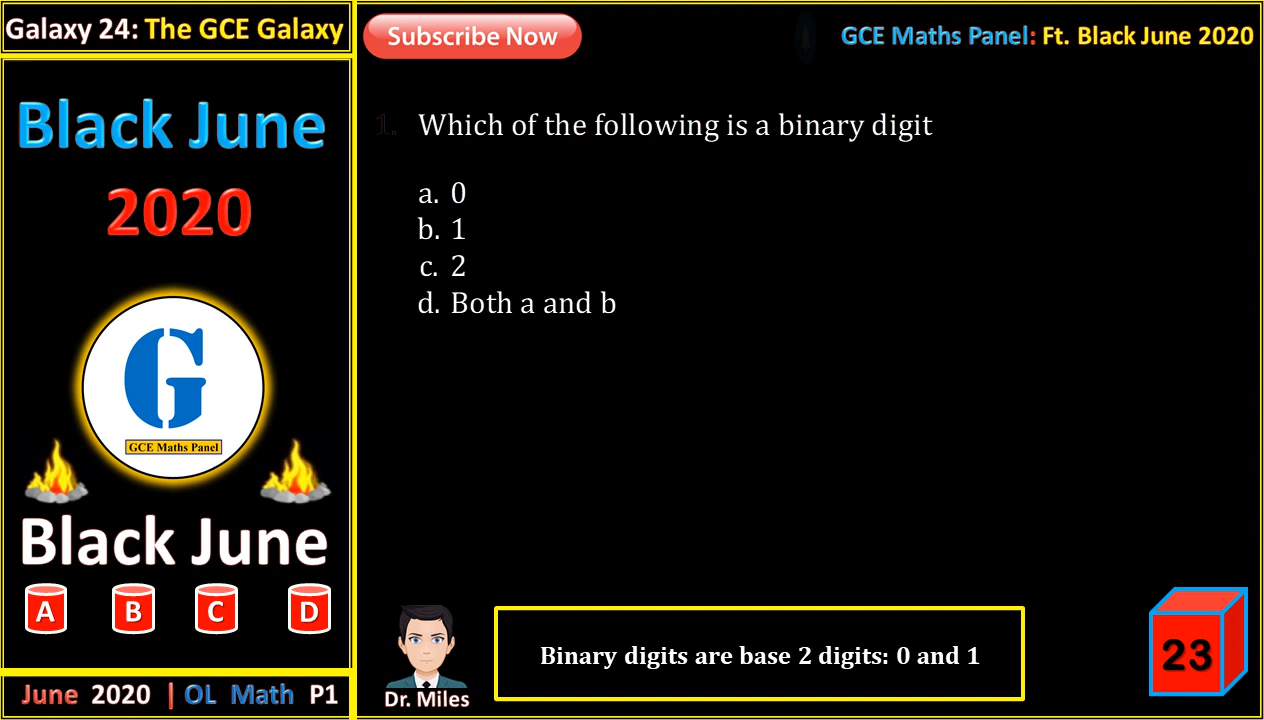 Galaxy 24: The GCE Galaxy
Black June
2020
G
GCE Maths Panel
Black June
A B C D
June 2020 | OL Math P1
Subscribe Now
GCE Maths Panel: Ft. Black June 2020
1. Which of the following is a binary digit
a. 0
b. 1
c. 2
d. Both a and b
Dr. Miles
Binary digits are base 2 digits: 0 and 1
23